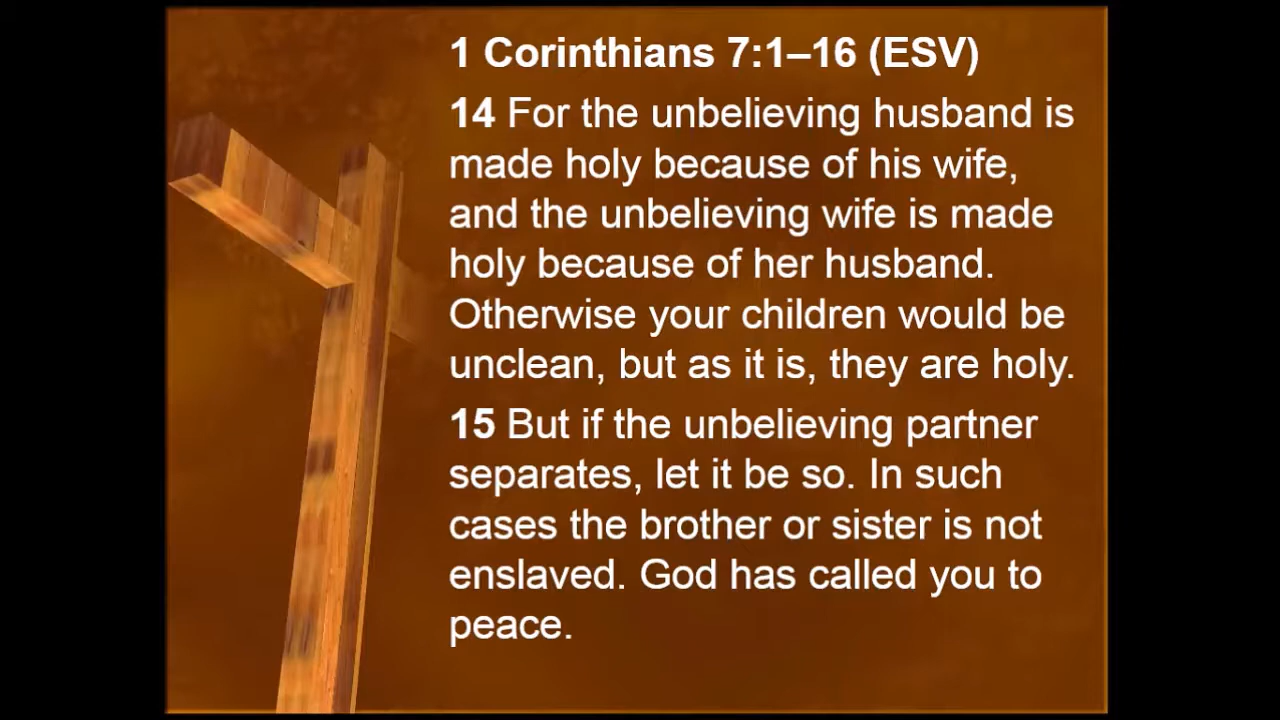 1 Corinthians 7:1–16 (ESV)
14 For the unbelieving husband is
made holy because of his wife,
and the unbelieving wife is made
holy because of her husband.
Otherwise your children would be
unclean, but as it is, they are holy.
15 But if the unbelieving partner
separates, let it be so. In such
cases the brother or sister is not
enslaved. God has called you to
peace.